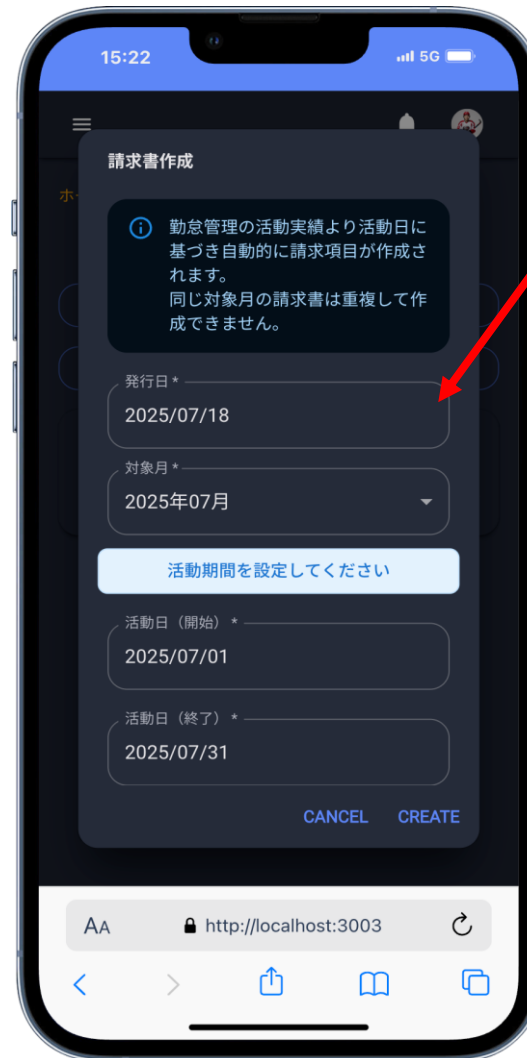 15:22
5G
ホー
請求書作成
勤怠管理の活動実績より活動日に
基づき自動的に請求項目が作成さ
れます。
同じ対象月の請求書は重複して作
成できません。
発行日 *
2025/07/18
対象月 *
2025年07月
活動期間を設定してください
活動日（開始） *
2025/07/01
活動日（終了） *
2025/07/31
CANCEL CREATE
AA http://localhost:3003